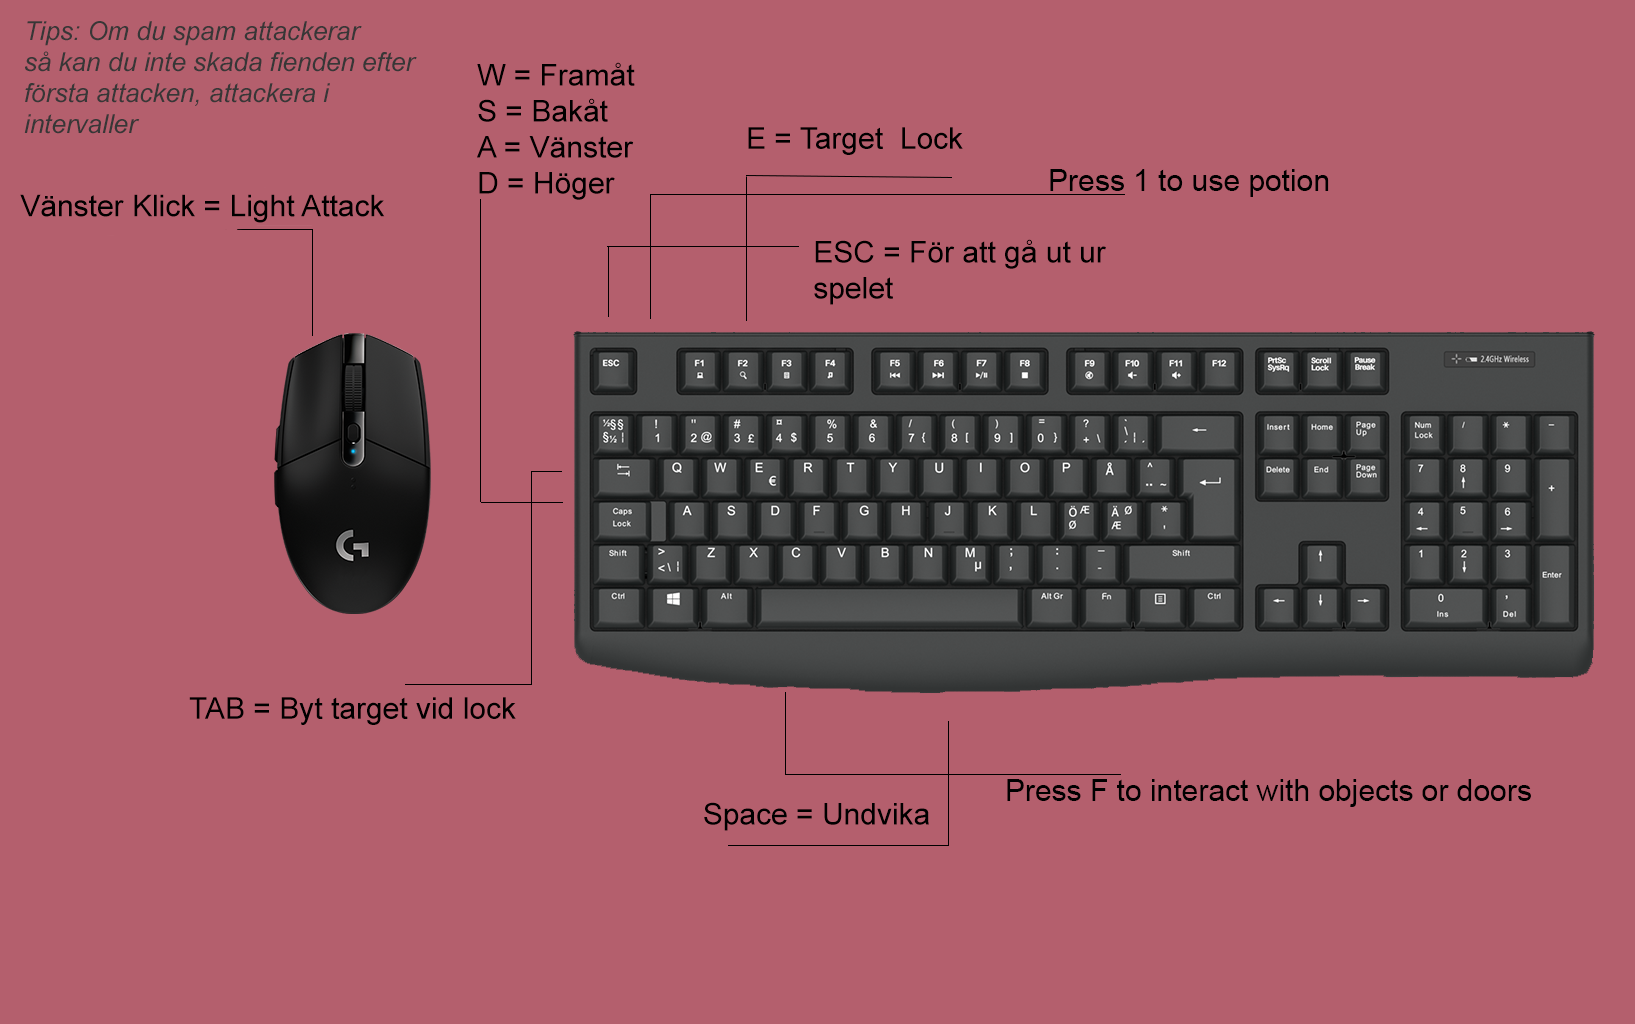 Tips: Om du spam attackerar
så kan du inte skada fienden efter
första attacken, attackera i
intervaller
W = Framåt
S = Bakåt
A = Vänster
D = Höger
E = Target  Lock
Press 1 to use potion
Vänster Klick = Light Attack
ESC = För att gå ut ur
spelet
ESC F1 F2 F3 F4 F5 F6 F7 F8 F9 F10 F11 F12 PrtSc SysRq Scroll Lock Pause Break 2.4GHz Wireless
½§§ §½ | ! 1 " 2 @ # 3 £ ¤ 4 $ % 5 & 6 / 7 { ( 8 [ ) 9 ] = 0 } ? + \ Insert Home Page Up Num Lock / * -
Q W E € R T Y U I O P Å ^ ¨ ~ Delete End Page Down 7 8 9 +
Caps Lock A S D F G H J K L Ö Æ Ø Ä Ø Æ * ' 4 5 6
Shift > < \ | Z X C V B N M µ ; , : . – - Shift 1 2 3 Enter
Ctrl Alt Alt Gr Fn Ctrl 0 Ins , Del
G
TAB = Byt target vid lock
Press F to interact with objects or doors
Space = Undvika